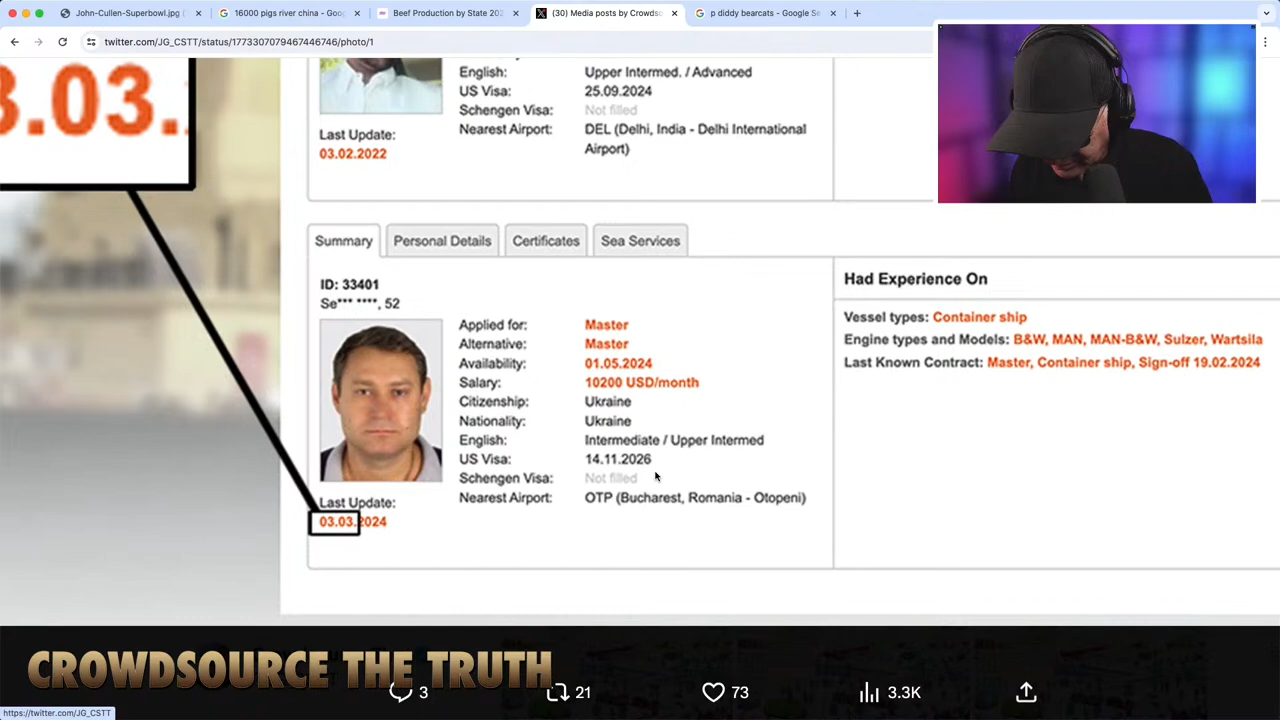 John-Cullen-Superbowl.jpg (
16000 pigs river china - Goo
Beef Production by State 202
(30) Media posts by Crowdso
p diddy bearcats - Google Se
twitter.com/JG_CSTT/status/1773307079467446746/photo/1
3.03.
English: Upper Intermed. / Advanced
US Visa: 25.09.2024
Schengen Visa: Not filled
Nearest Airport: DEL (Delhi, India - Delhi International
Airport)
Last Update:
03.02.2022
Summary
Personal Details
Certificates
Sea Services
ID: 33401
Se*** ****, 52
Applied for: Master
Alternative: Master
Availability: 01.05.2024
Salary: 10200 USD/month
Citizenship: Ukraine
Nationality: Ukraine
English: Intermediate / Upper Intermed
US Visa: 14.11.2026
Schengen Visa: Not filled
Nearest Airport: OTP (Bucharest, Romania - Otopeni)
Last Update:
03.03.2024
Had Experience On
Vessel types: Container ship
Engine types and Models: B&W, MAN, MAN-B&W, Sulzer, Wartsila
Last Known Contract: Master, Container ship, Sign-off 19.02.2024
CROWDSOURCE THE TRUTH
3
21
73
3.3K
https://twitter.com/JG_CSTT